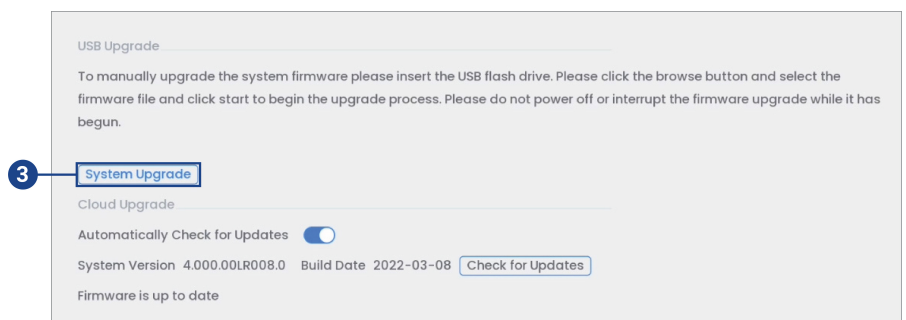 USB Upgrade
To manually upgrade the system firmware please insert the USB flash drive. Please click the browse button and select the
firmware file and click start to begin the upgrade process. Please do not power off or interrupt the firmware upgrade while it has
begun.
3 System Upgrade
Cloud Upgrade
Automatically Check for Updates
System Version 4.000.00LR008.0 Build Date 2022-03-08 Check for Updates
Firmware is up to date